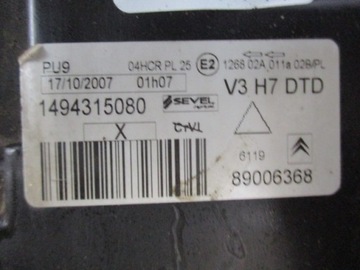 PU9 04HCR PL 25 E2 1268 02A 011a 02B/PL
17/10/2007 01h07 V3 H7 DTD
1494315080 SEVEL
X
6119
89006368